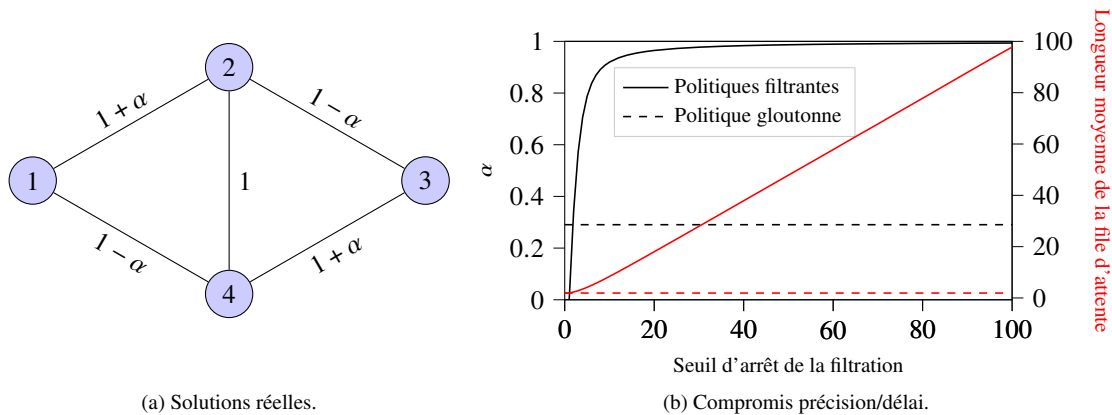 1
2
3
4
1 + α
1 − α
1
1 − α
1 + α
(a) Solutions réelles.
1
0.8
0.6
0.4
0.2
0
α
Politiques filtrantes
Politique gloutonne
100
80
60
40
20
0
Longueur moyenne de la file d'attente
0 20 40 60 80 100
Seuil d'arrêt de la filtration
(b) Compromis précision/délai.